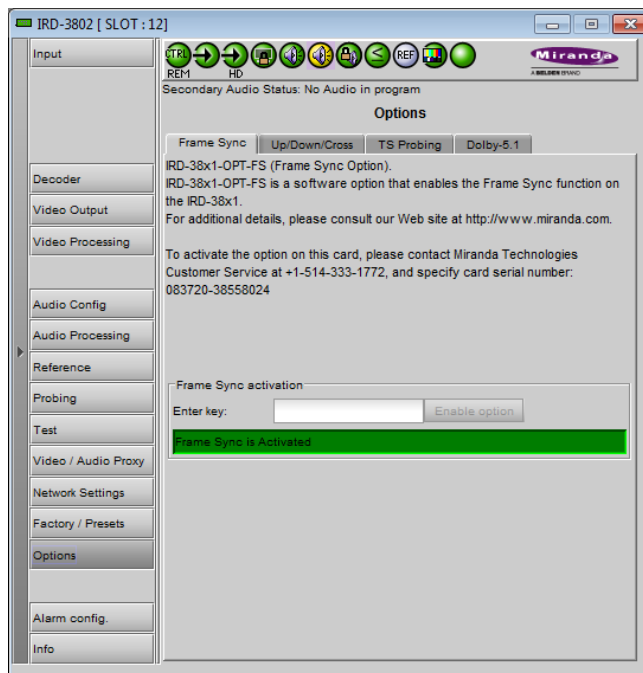 IRD-3802 [ SLOT : 12]
Input
Decoder
Video Output
Video Processing
Audio Config
Audio Processing
Reference
Probing
Test
Video / Audio Proxy
Network Settings
Factory / Presets
Options
Alarm config.
Info
CTRL
REF
REM
HD
Miranda
A BELDEN BRAND
Secondary Audio Status: No Audio in program
Options
Frame Sync
Up/Down/Cross
TS Probing
Dolby-5.1
IRD-38x1-OPT-FS (Frame Sync Option).
IRD-38x1-OPT-FS is a software option that enables the Frame Sync function on
the IRD-38x1.
For additional details, please consult our Web site at http://www.miranda.com.
To activate the option on this card, please contact Miranda Technologies
Customer Service at +1-514-333-1772, and specify card serial number:
083720-38558024
Frame Sync activation
Enter key:
Enable option
Frame Sync is Activated